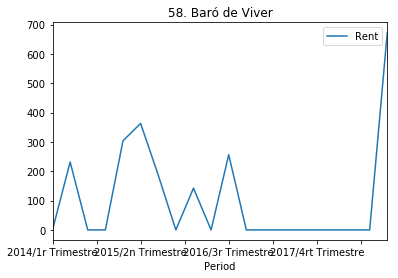 58. Baró de Viver
Rent
700
600
500
400
300
200
100
0
2014/1r Trimestre 2015/2n Trimestre 2016/3r Trimestre 2017/4rt Trimestre
Period